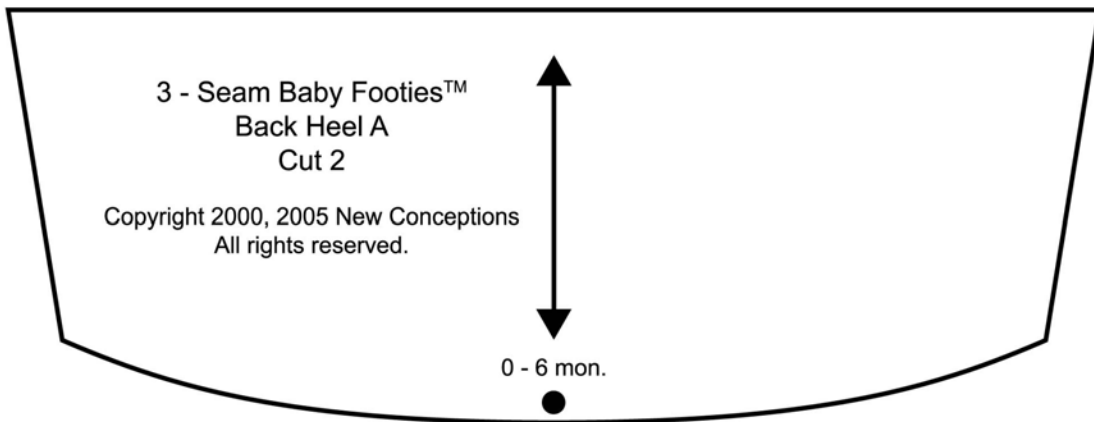 3 - Seam Baby Footies™
Back Heel A
Cut 2
Copyright 2000, 2005 New Conceptions
All rights reserved.
0 - 6 mon.